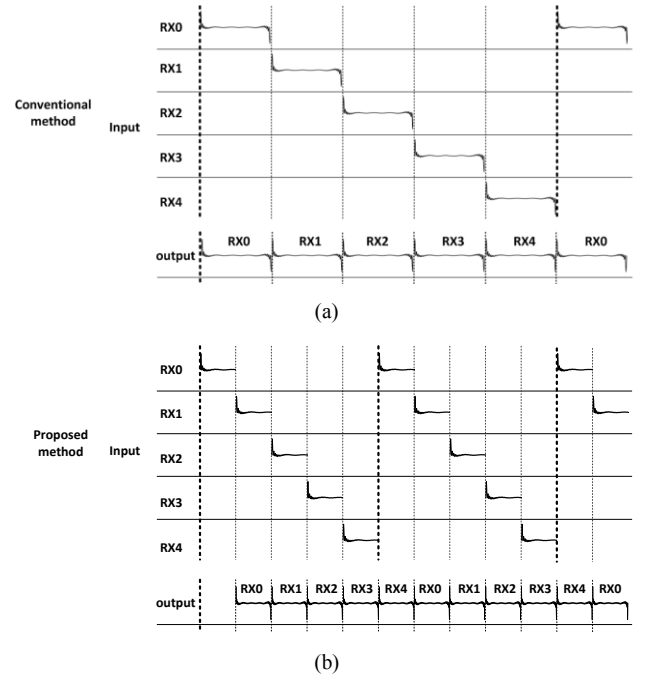 RX0
RX1
RX2
RX3
RX4
Conventional
method
Input
output
RX0 RX1 RX2 RX3 RX4 RX0
(a)
RX0
RX1
RX2
RX3
RX4
Proposed
method
Input
output
RX0 RX1 RX2 RX3 RX4 RX0 RX1 RX2 RX3 RX4 RX0
(b)